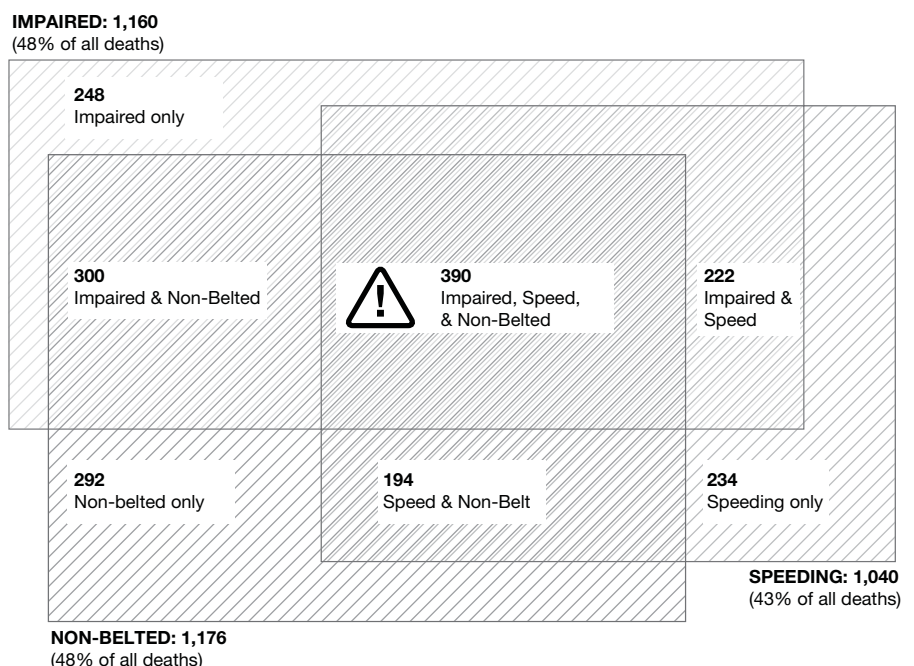 IMPAIRED: 1,160
(48% of all deaths)
248
Impaired only
300
Impaired & Non-Belted
!
390
Impaired, Speed,
& Non-Belted
222
Impaired &
Speed
292
Non-belted only
194
Speed & Non-Belt
234
Speeding only
SPEEDING: 1,040
(43% of all deaths)
NON-BELTED: 1,176
(48% of all deaths)